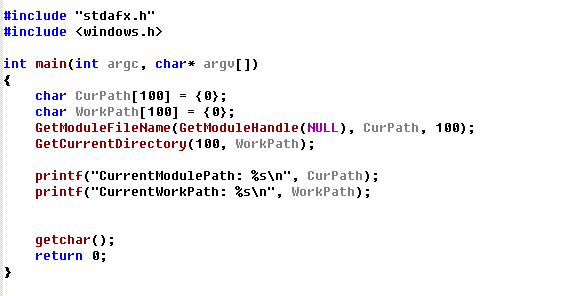 #include "stdafx.h"
#include <windows.h>

int main(int argc, char* argv[])
{
    char CurPath[100] = {0};
    char WorkPath[100] = {0};
    GetModuleFileName(GetModuleHandle(NULL), CurPath, 100);
    GetCurrentDirectory(100, WorkPath);

    printf("CurrentModulePath: %s\n", CurPath);
    printf("CurrentWorkPath: %s\n", WorkPath);


    getchar();
    return 0;
}